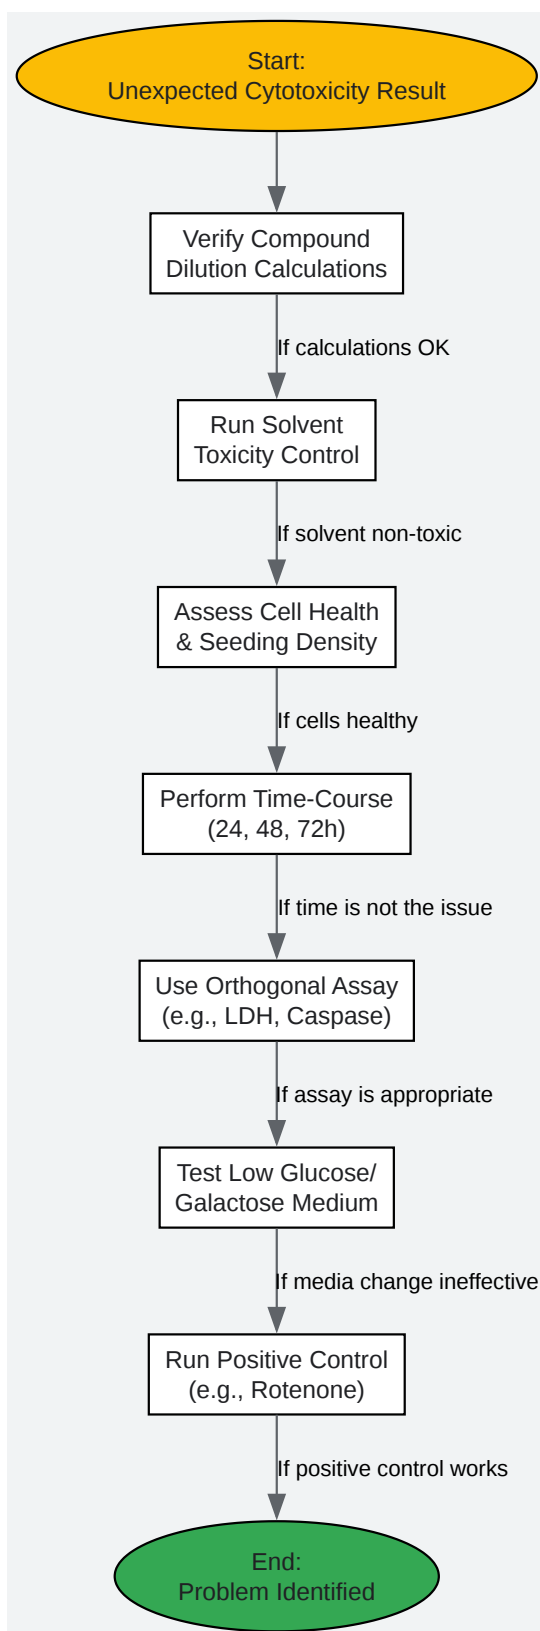 Start:
Unexpected Cytotoxicity Result
Verify Compound
Dilution Calculations
If calculations OK
Run Solvent
Toxicity Control
If solvent non-toxic
Assess Cell Health
& Seeding Density
If cells healthy
Perform Time-Course
(24, 48, 72h)
If time is not the issue
Use Orthogonal Assay
(e.g., LDH, Caspase)
If assay is appropriate
Test Low Glucose/
Galactose Medium
If media change ineffective
Run Positive Control
(e.g., Rotenone)
If positive control works
End:
Problem Identified